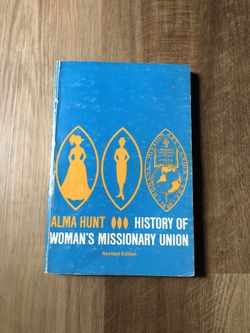 ALMA HUNT HISTORY OF
WOMAN'S MISSIONARY UNION
Revised Edition